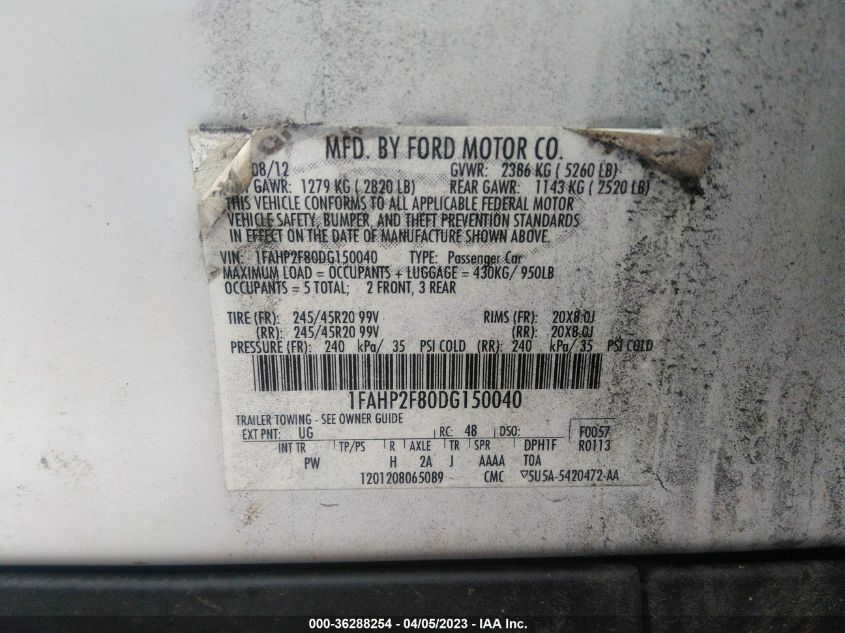 MFD. BY FORD MOTOR CO.
08/12 GVWR: 2386 KG ( 5260 LB)
GAWR: 1279 KG ( 2820 LB) REAR GAWR: 1143 KG ( 2520 LB)
THIS VEHICLE CONFORMS TO ALL APPLICABLE FEDERAL MOTOR
VEHICLE SAFETY, BUMPER, AND THEFT PREVENTION STANDARDS
IN EFFECT ON THE DATE OF MANUFACTURE SHOWN ABOVE.
VIN: 1FAHP2F80DG150040 TYPE: Passenger Car
MAXIMUM LOAD = OCCUPANTS + LUGGAGE = 430KG/ 950LB
OCCUPANTS = 5 TOTAL; 2 FRONT, 3 REAR
TIRE (FR): 245/45R20 99V RIMS (FR): 20X8.0J
(RR): 245/45R20 99V (RR): 20X8.0J
PRESSURE (FR): 240 kPa/ 35 PSI COLD (RR): 240 kPa/ 35 PSI COLD
1FAHP2F80DG150040
TRAILER TOWING - SEE OWNER GUIDE
EXT PNT: UG RC: 48 DSO: F0057
INT TR TP/PS R AXLE TR SPR DPH1F R0113
PW H 2A J AAAA TOA
1201208065089 CMC ▽5U5A-5420472-AA
000-36288254 - 04/05/2023 - IAA Inc.